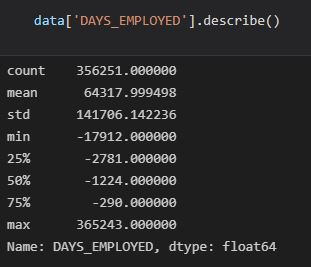 data['DAYS_EMPLOYED'].describe()
count    356251.000000
mean      64317.999498
std      141706.142236
min      -17912.000000
25%       -2781.000000
50%       -1224.000000
75%        -290.000000
max      365243.000000
Name: DAYS_EMPLOYED, dtype: float64